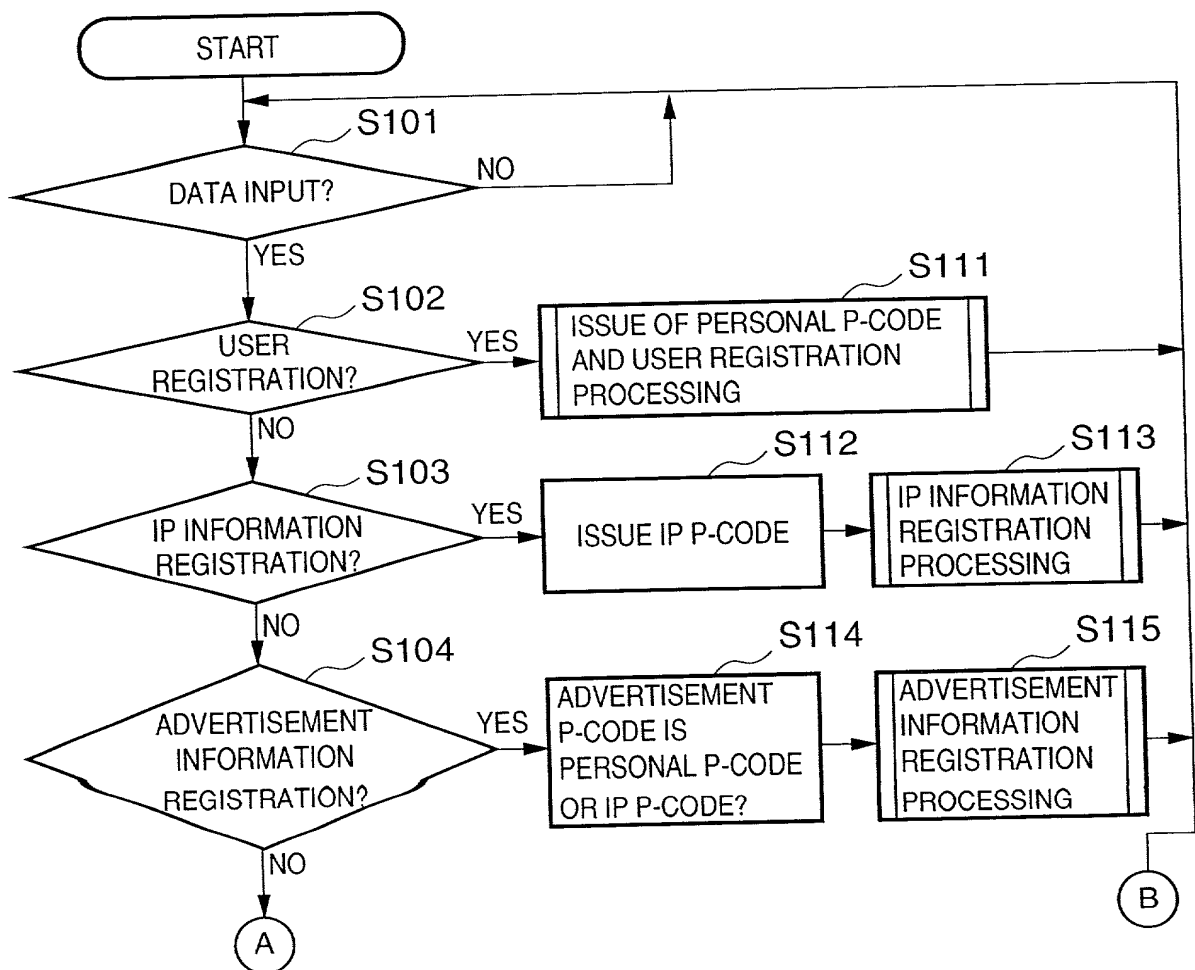 START
S101
DATA INPUT?
NO
YES
S102
USER
REGISTRATION?
YES
S111
ISSUE OF PERSONAL P-CODE
AND USER REGISTRATION
PROCESSING
NO
S103
IP INFORMATION
REGISTRATION?
YES
S112
ISSUE IP P-CODE
S113
IP INFORMATION
REGISTRATION
PROCESSING
NO
S104
ADVERTISEMENT
INFORMATION
REGISTRATION?
YES
S114
ADVERTISEMENT
P-CODE IS
PERSONAL P-CODE
OR IP P-CODE?
S115
ADVERTISEMENT
INFORMATION
REGISTRATION
PROCESSING
NO
A
B